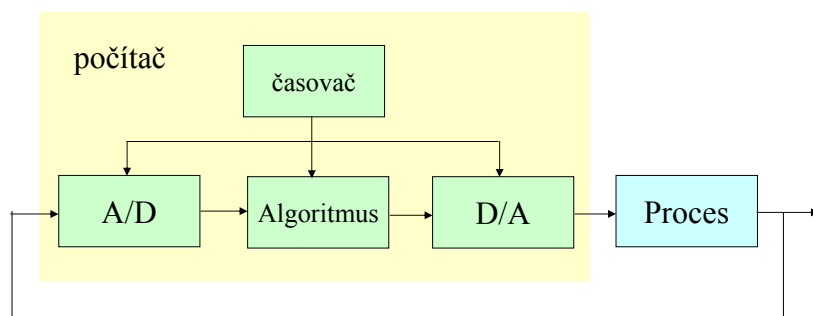 počítač
časovač
A/D
Algoritmus
D/A
Proces